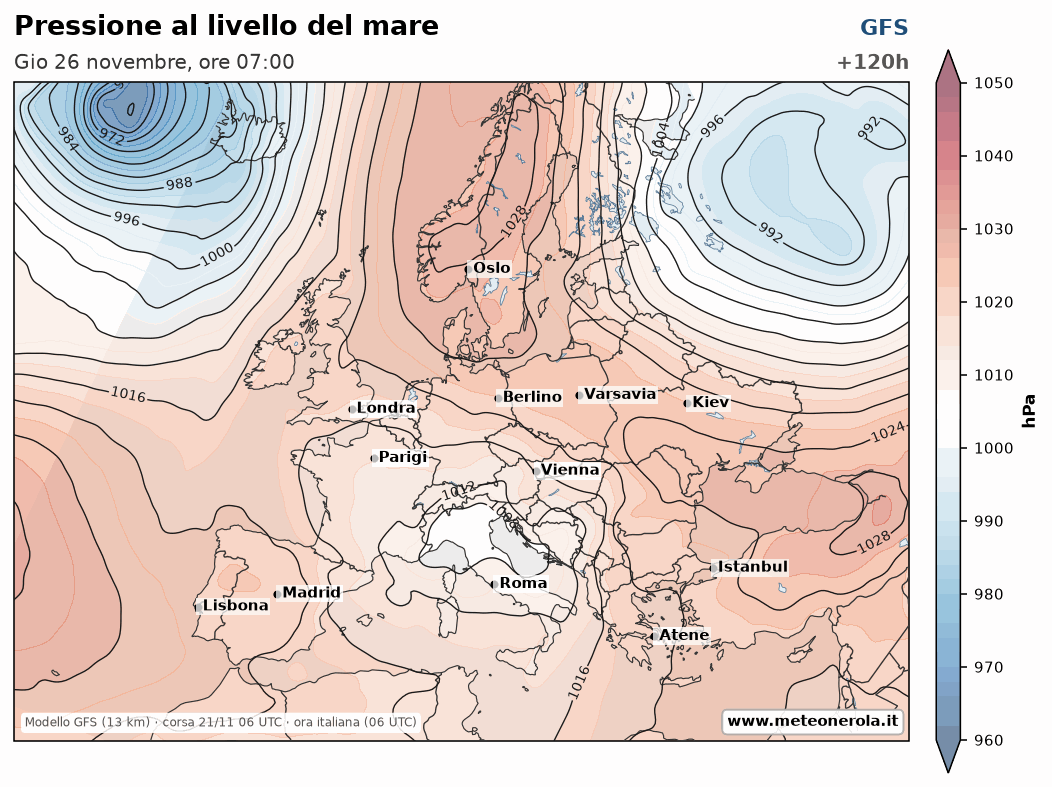 Pressione al livello del mare
GFS
Gio 26 novembre, ore 07:00
+120h
984
972
988
996
1000
1016
1004
996
992
992
1028
Oslo
Londra
Berlino
Varsavia
Kiev
1024
Parigi
Vienna
1012
1028
Istanbul
Roma
Madrid
Lisbona
Atene
1016
Modello GFS (13 km) · corsa 21/11 06 UTC · ora italiana (06 UTC)
www.meteonerola.it
1050
1040
1030
1020
1010
1000
990
980
970
960
hPa